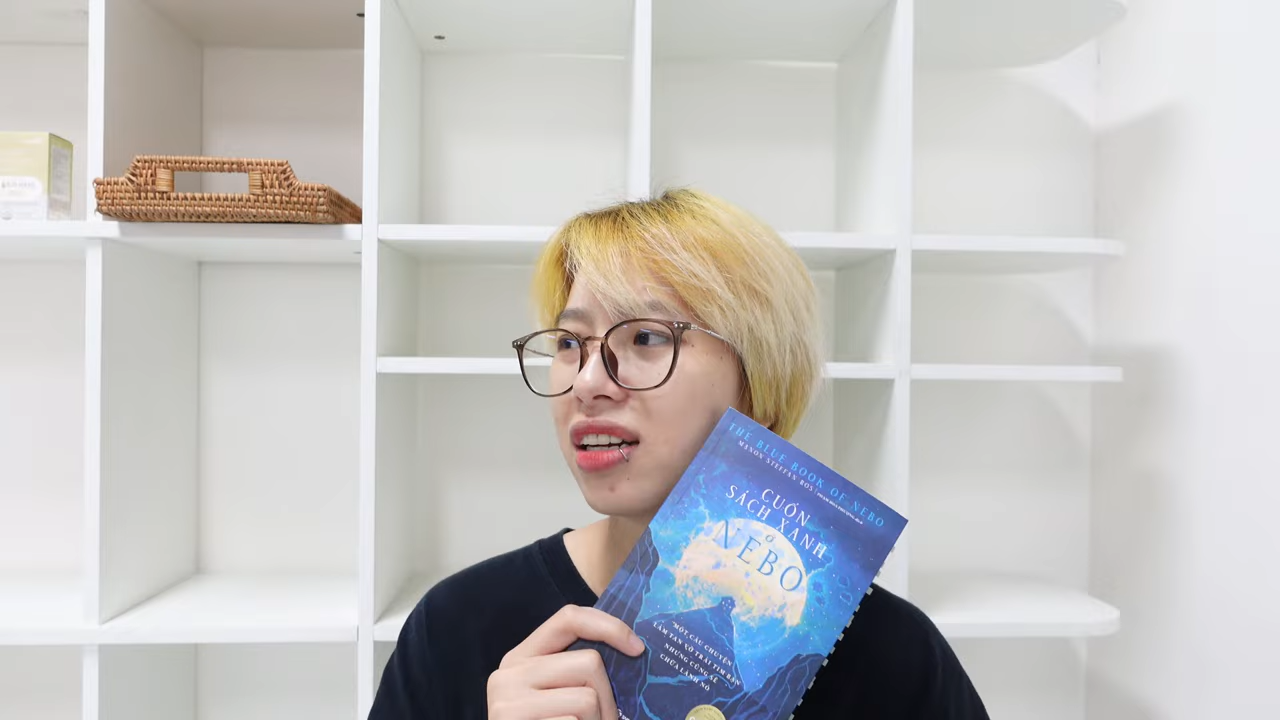 THE BLUE BOOK OF NEBO
MANON STEFFAN ROS
CUỐN
SÁCH XANH
Ở
NEBO
MỘT CÂU CHUYỆN
LÀM TAN VỠ TRÁI TIM BẠN
NHƯNG CŨNG SẼ
CHỮA LÀNH NÓ